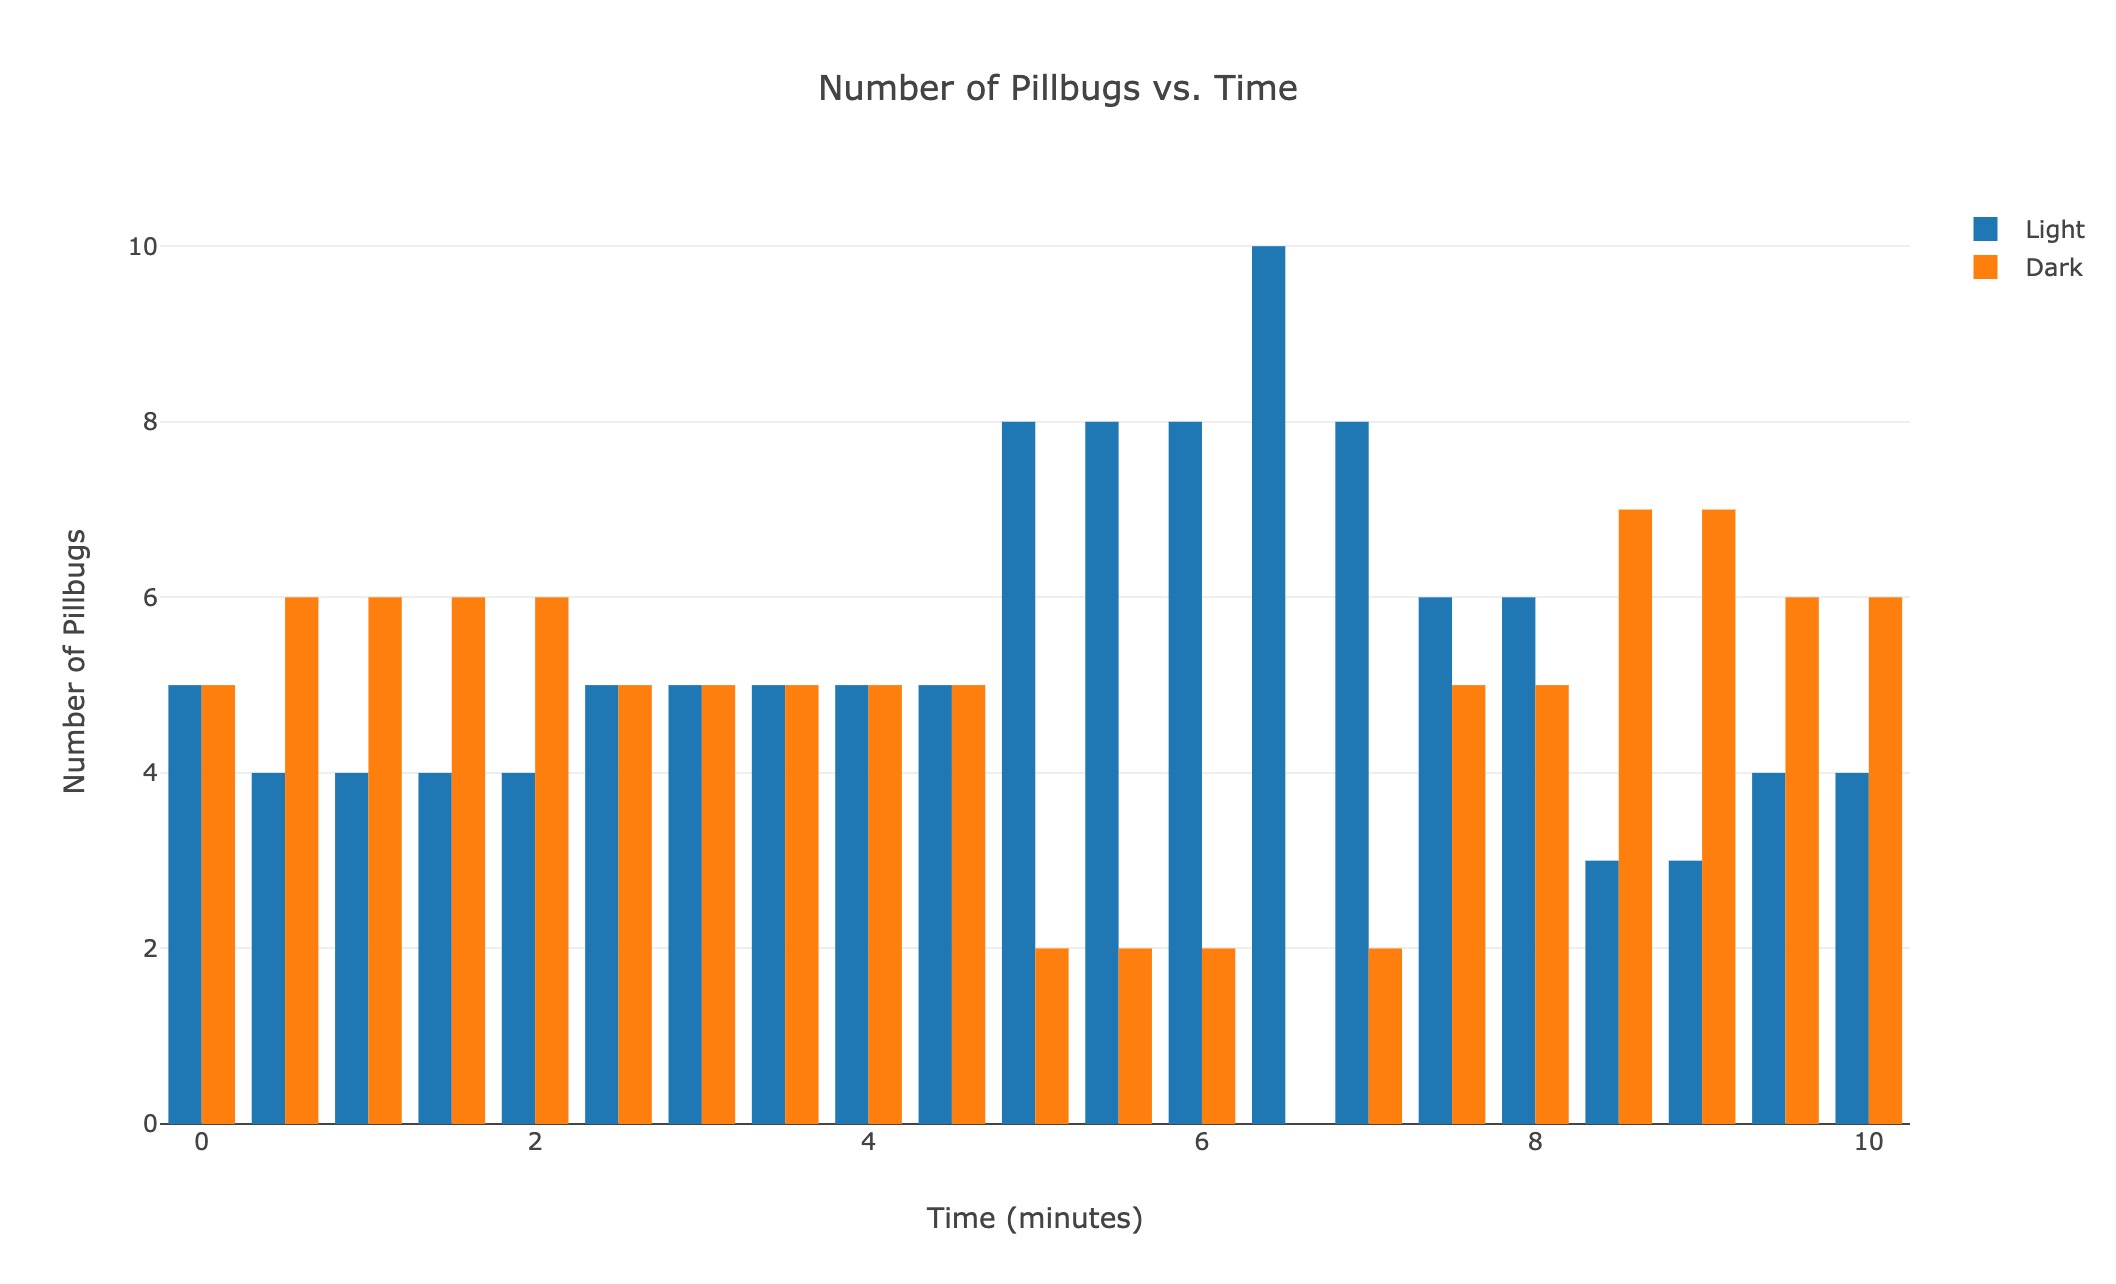 Number of Pillbugs vs. Time
Light
Dark
10
8
6
4
2
0
Number of Pillbugs
0 2 4 6 8 10
Time (minutes)